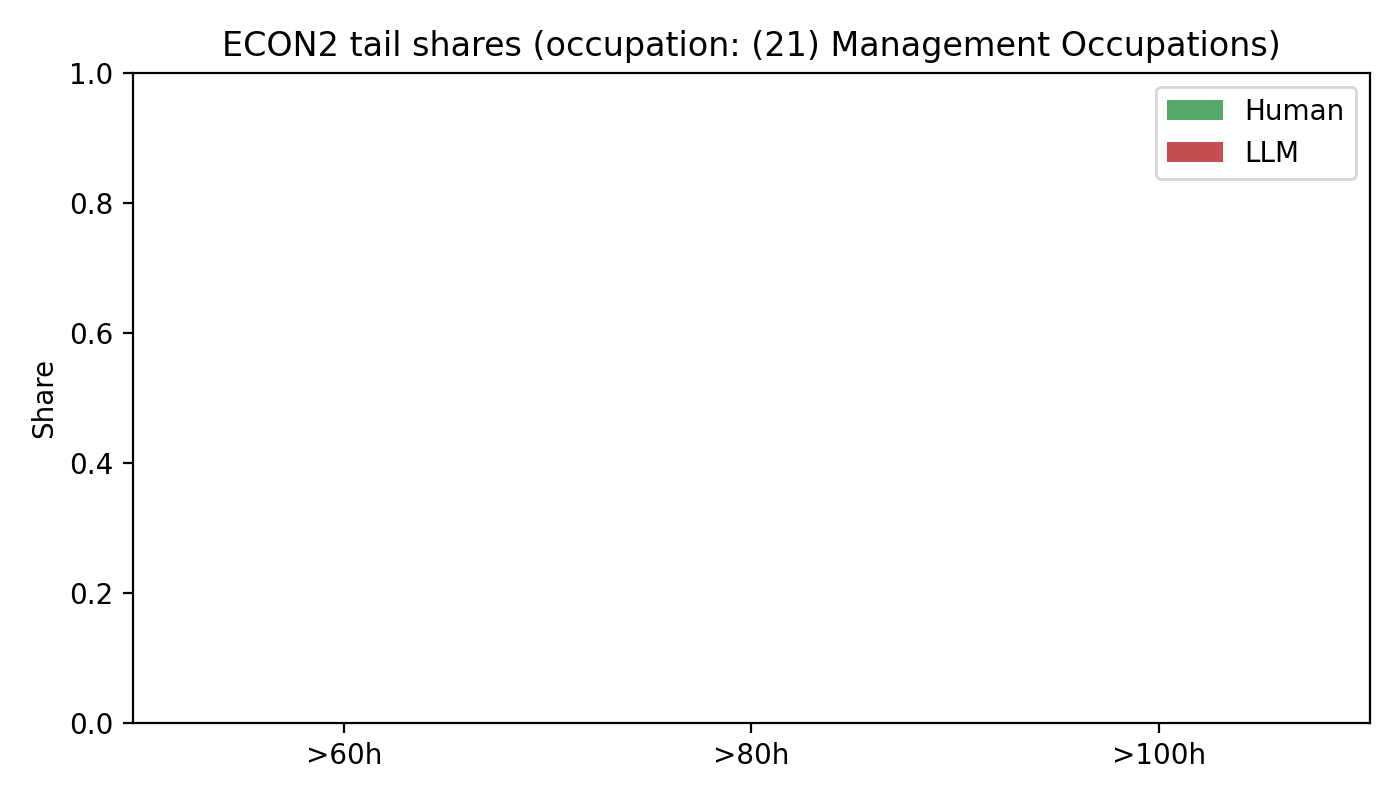 ECON2 tail shares (occupation: (21) Management Occupations)
1.0
0.8
0.6
0.4
0.2
0.0
Share
Human
LLM
>60h
>80h
>100h